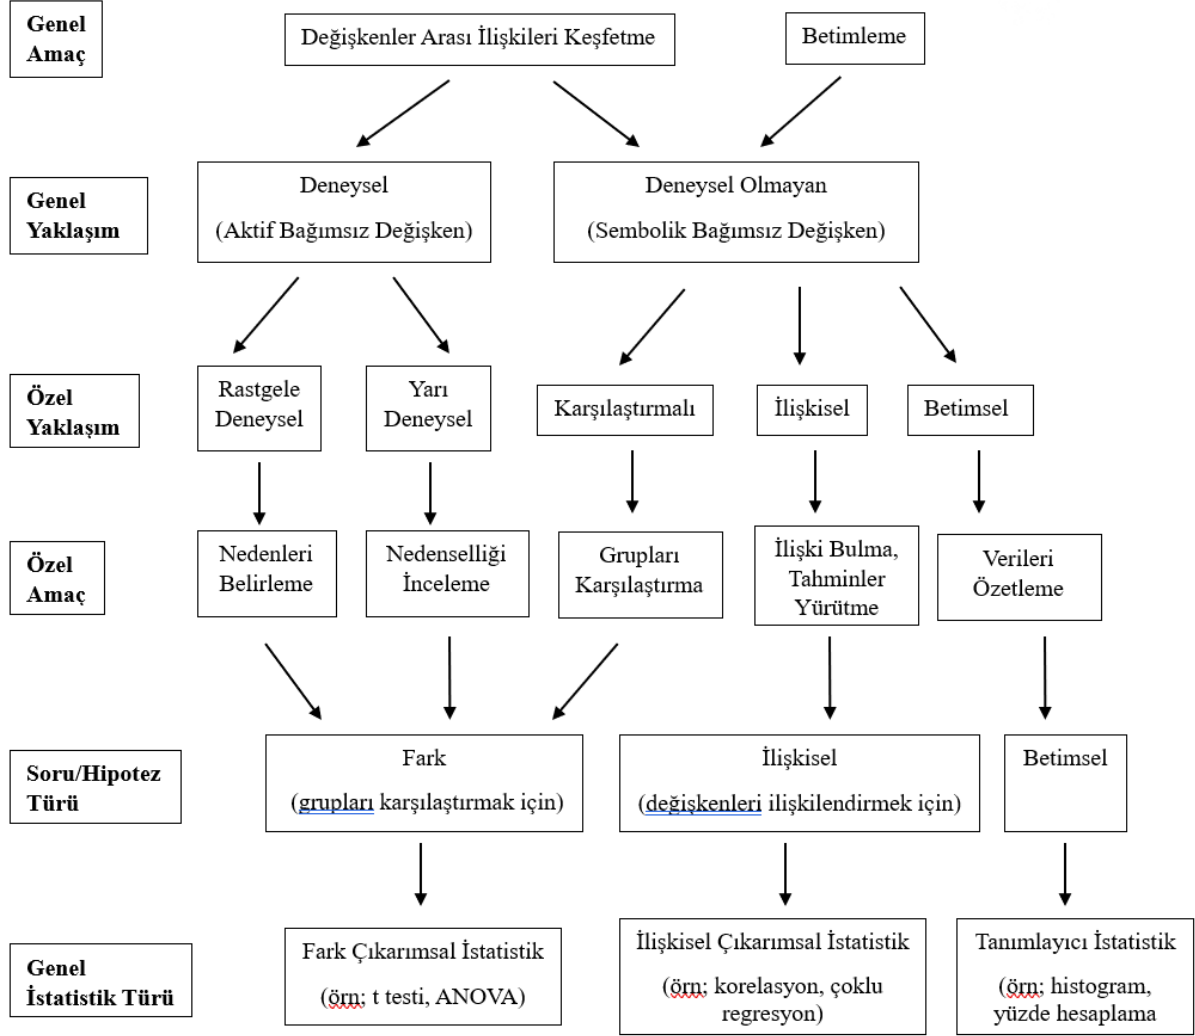 Genel
Amaç
Değişkenler Arası İlişkileri Keşfetme
Betimleme
Genel
Yaklaşım
Deneysel
(Aktif Bağımsız Değişken)
Deneysel Olmayan
(Sembolik Bağımsız Değişken)
Özel
Yaklaşım
Rastgele
Deneysel
Yarı
Deneysel
Karşılaştırmalı
İlişkisel
Betimsel
Özel
Amaç
Nedenleri
Belirleme
Nedenselliği
İnceleme
Grupları
Karşılaştırma
İlişki Bulma,
Tahminler
Yürütme
Verileri
Özetleme
Soru/Hipotez
Türü
Fark
(grupları karşılaştırmak için)
İlişkisel
(değişkenleri ilişkilendirmek için)
Betimsel
Genel
İstatistik Türü
Fark Çıkarımsal İstatistik
(örn; t testi, ANOVA)
İlişkisel Çıkarımsal İstatistik
(örn; korelasyon, çoklu
regresyon)
Tanımlayıcı İstatistik
(örn; histogram,
yüzde hesaplama